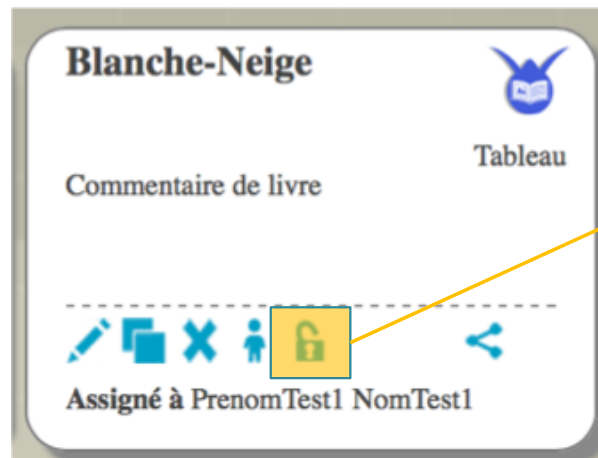 Blanche-Neige
Tableau
Commentaire de livre
Assigné à PrenomTest1 NomTest1